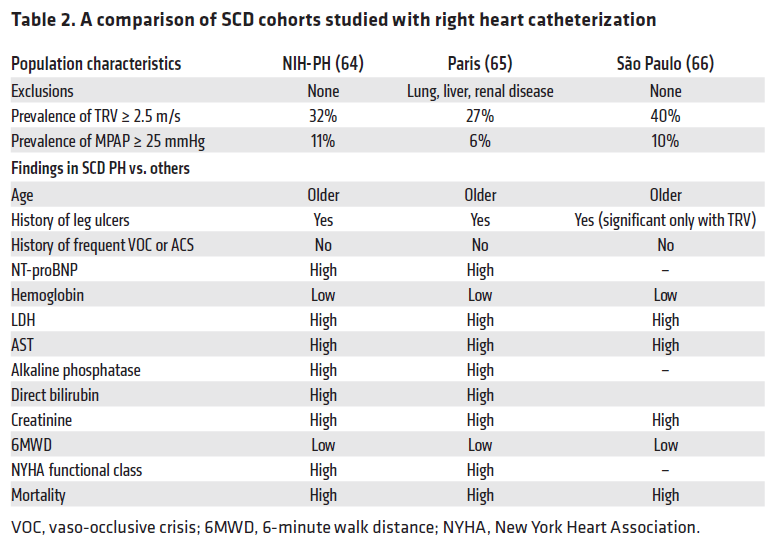 Table 2. A comparison of SCD cohorts studied with right heart catheterization
Population characteristics NIH-PH (64) Paris (65) São Paulo (66)
Exclusions None Lung, liver, renal disease None
Prevalence of TRV ≥ 2.5 m/s 32% 27% 40%
Prevalence of MPAP ≥ 25 mmHg 11% 6% 10%
Findings in SCD PH vs. others
Age Older Older Older
History of leg ulcers Yes Yes Yes (significant only with TRV)
History of frequent VOC or ACS No No No
NT-proBNP High High –
Hemoglobin Low Low Low
LDH High High High
AST High High High
Alkaline phosphatase High High –
Direct bilirubin High High
Creatinine High High High
6MWD Low Low Low
NYHA functional class High High –
Mortality High High High
VOC, vaso-occlusive crisis; 6MWD, 6-minute walk distance; NYHA, New York Heart Association.